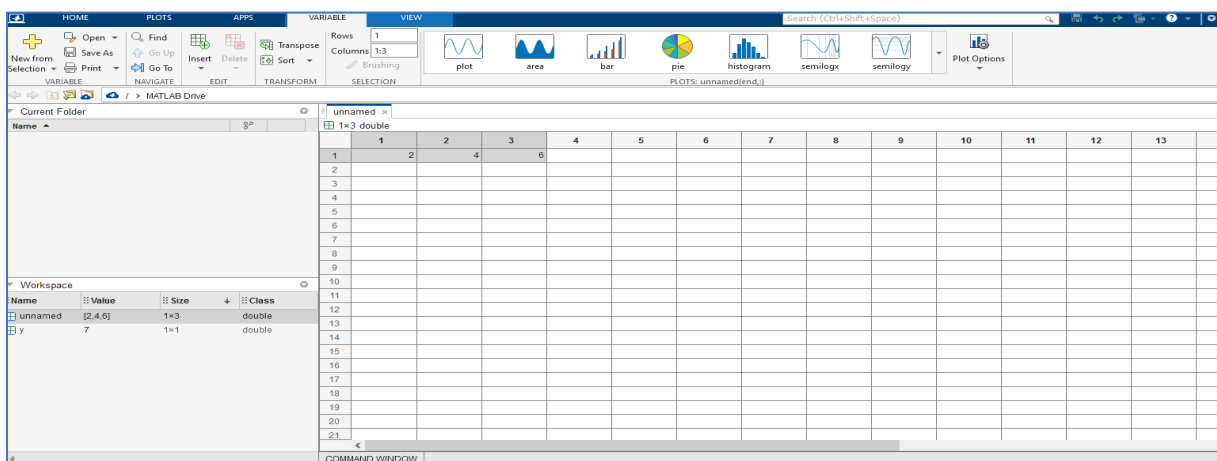 HOME PLOTS APPS VARIABLE VIEW Search (Ctrl+Shift+Space)
New from Selection
Open
Save As
Print
VARIABLE
Find
Go Up
Go To
NAVIGATE
Insert Delete
EDIT
Transpose
Sort
TRANSFORM
Rows 1
Columns 1:3
Brushing
SELECTION
plot area bar pie histogram semilogx semilogy
PLOTS: unnamed(end,:)
Plot Options
/ > MATLAB Drive
Current Folder
Name
unnamed ×
1×3 double
1 2 3 4 5 6 7 8 9 10 11 12 13
1 2 4 6
2
3
4
5
6
7
8
9
10
11
12
13
14
15
16
17
18
19
20
21
Workspace
Name Value Size Class
unnamed [2,4,6] 1×3 double
y 7 1×1 double
COMMAND WINDOW